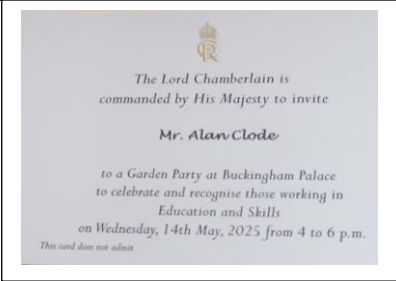 The Lord Chamberlain is
commanded by His Majesty to invite
Mr. Alan Clode
to a Garden Party at Buckingham Palace
to celebrate and recognise those working in
Education and Skills
on Wednesday, 14th May, 2025 from 4 to 6 p.m.
This card does not admit